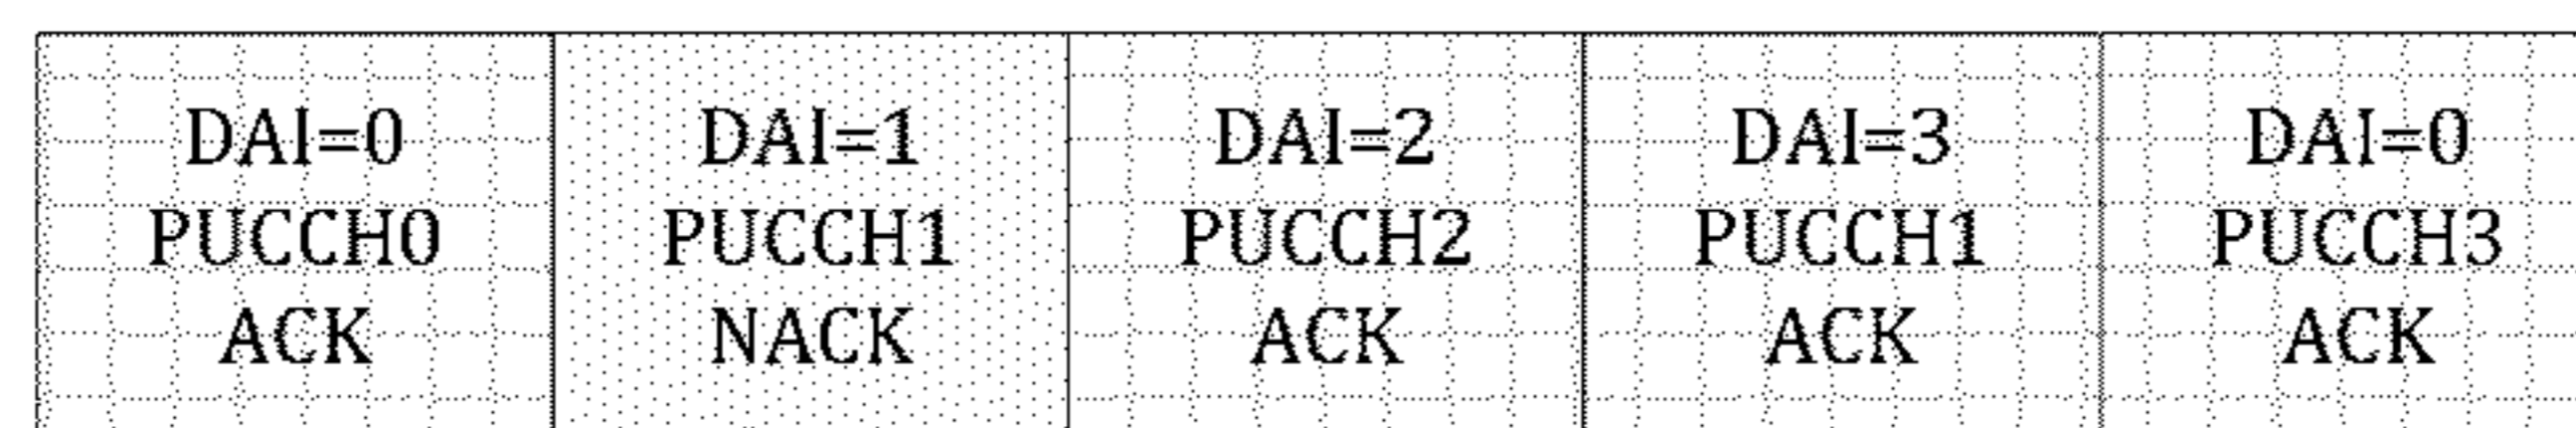 DAI=0
PUCCH0
ACK
DAI=1
PUCCH1
NACK
DAI=2
PUCCH2
ACK
DAI=3
PUCCH1
ACK
DAI=0
PUCCH3
ACK